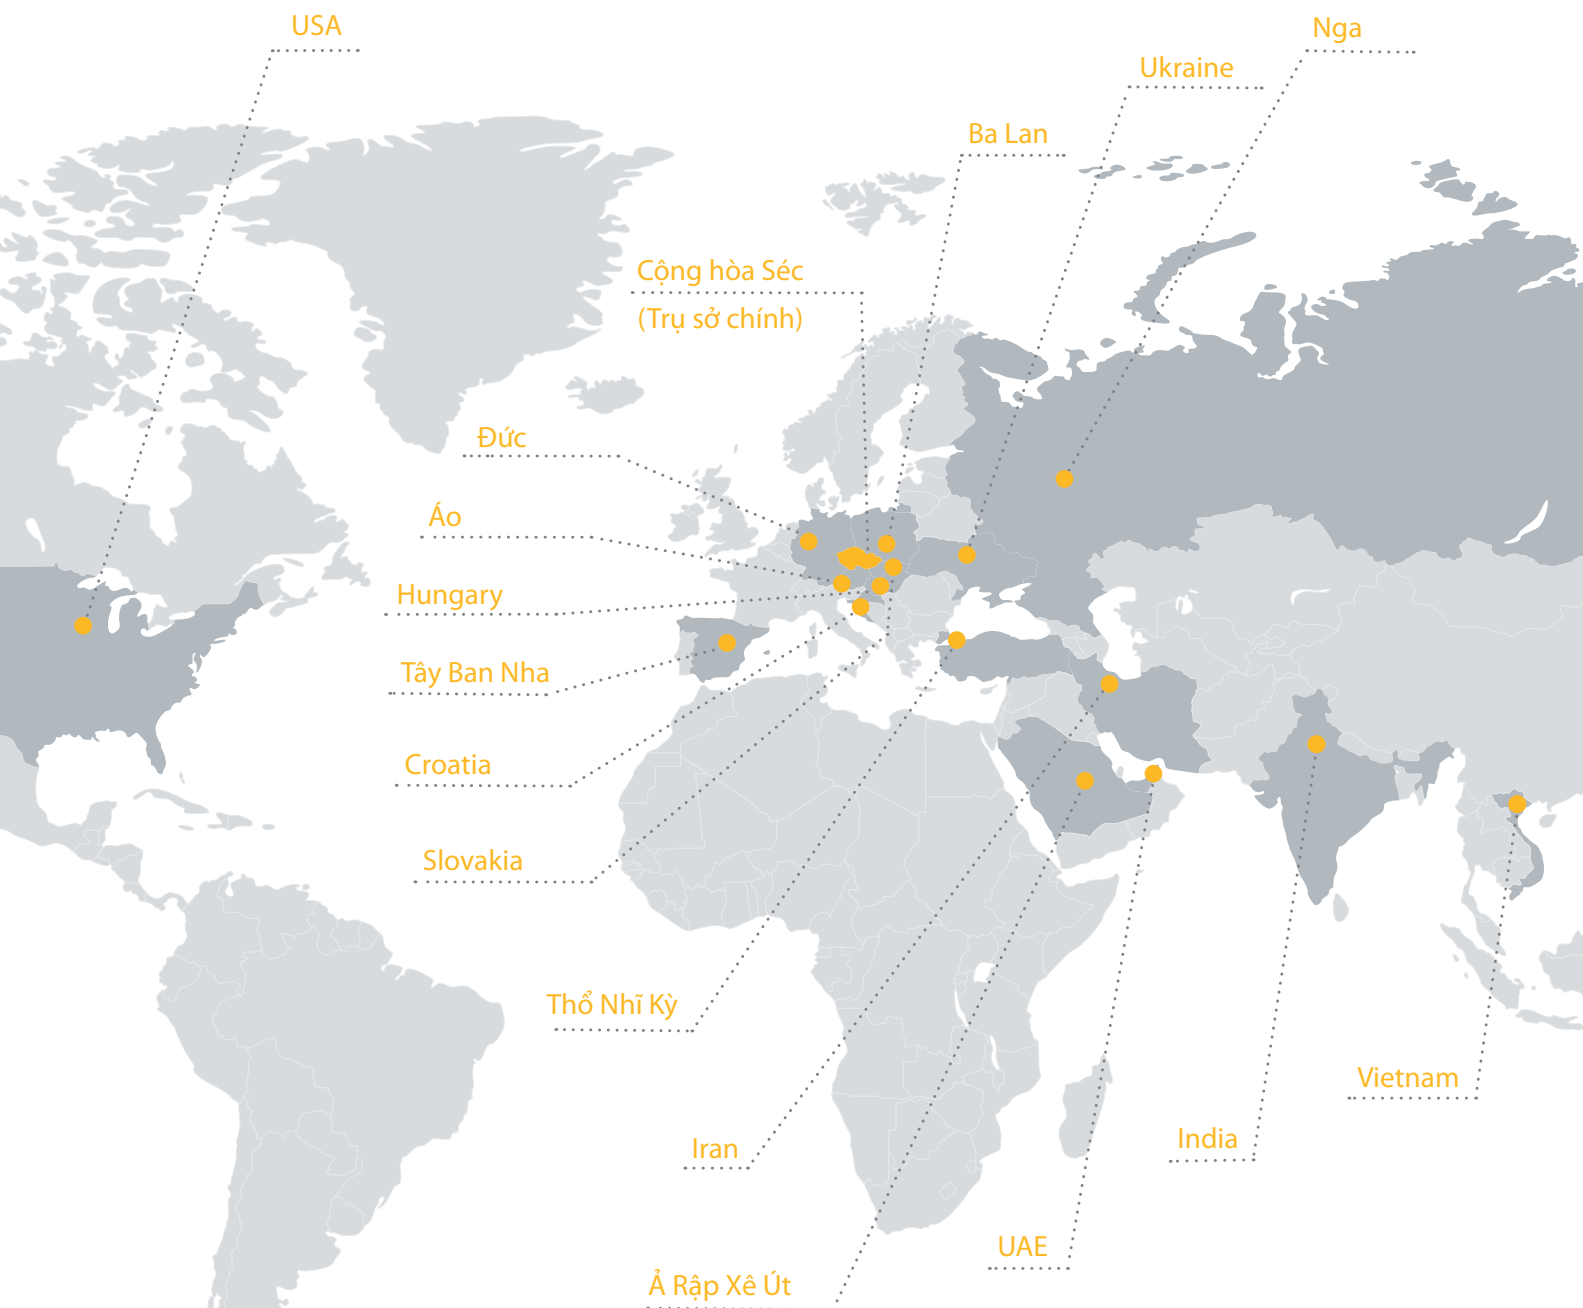 USA
Nga
Ukraine
Ba Lan
Cộng hòa Séc
(Trụ sở chính)
Đức
Áo
Hungary
Tây Ban Nha
Croatia
Slovakia
Thổ Nhĩ Kỳ
Vietnam
India
Iran
UAE
Ả Rập Xê Út